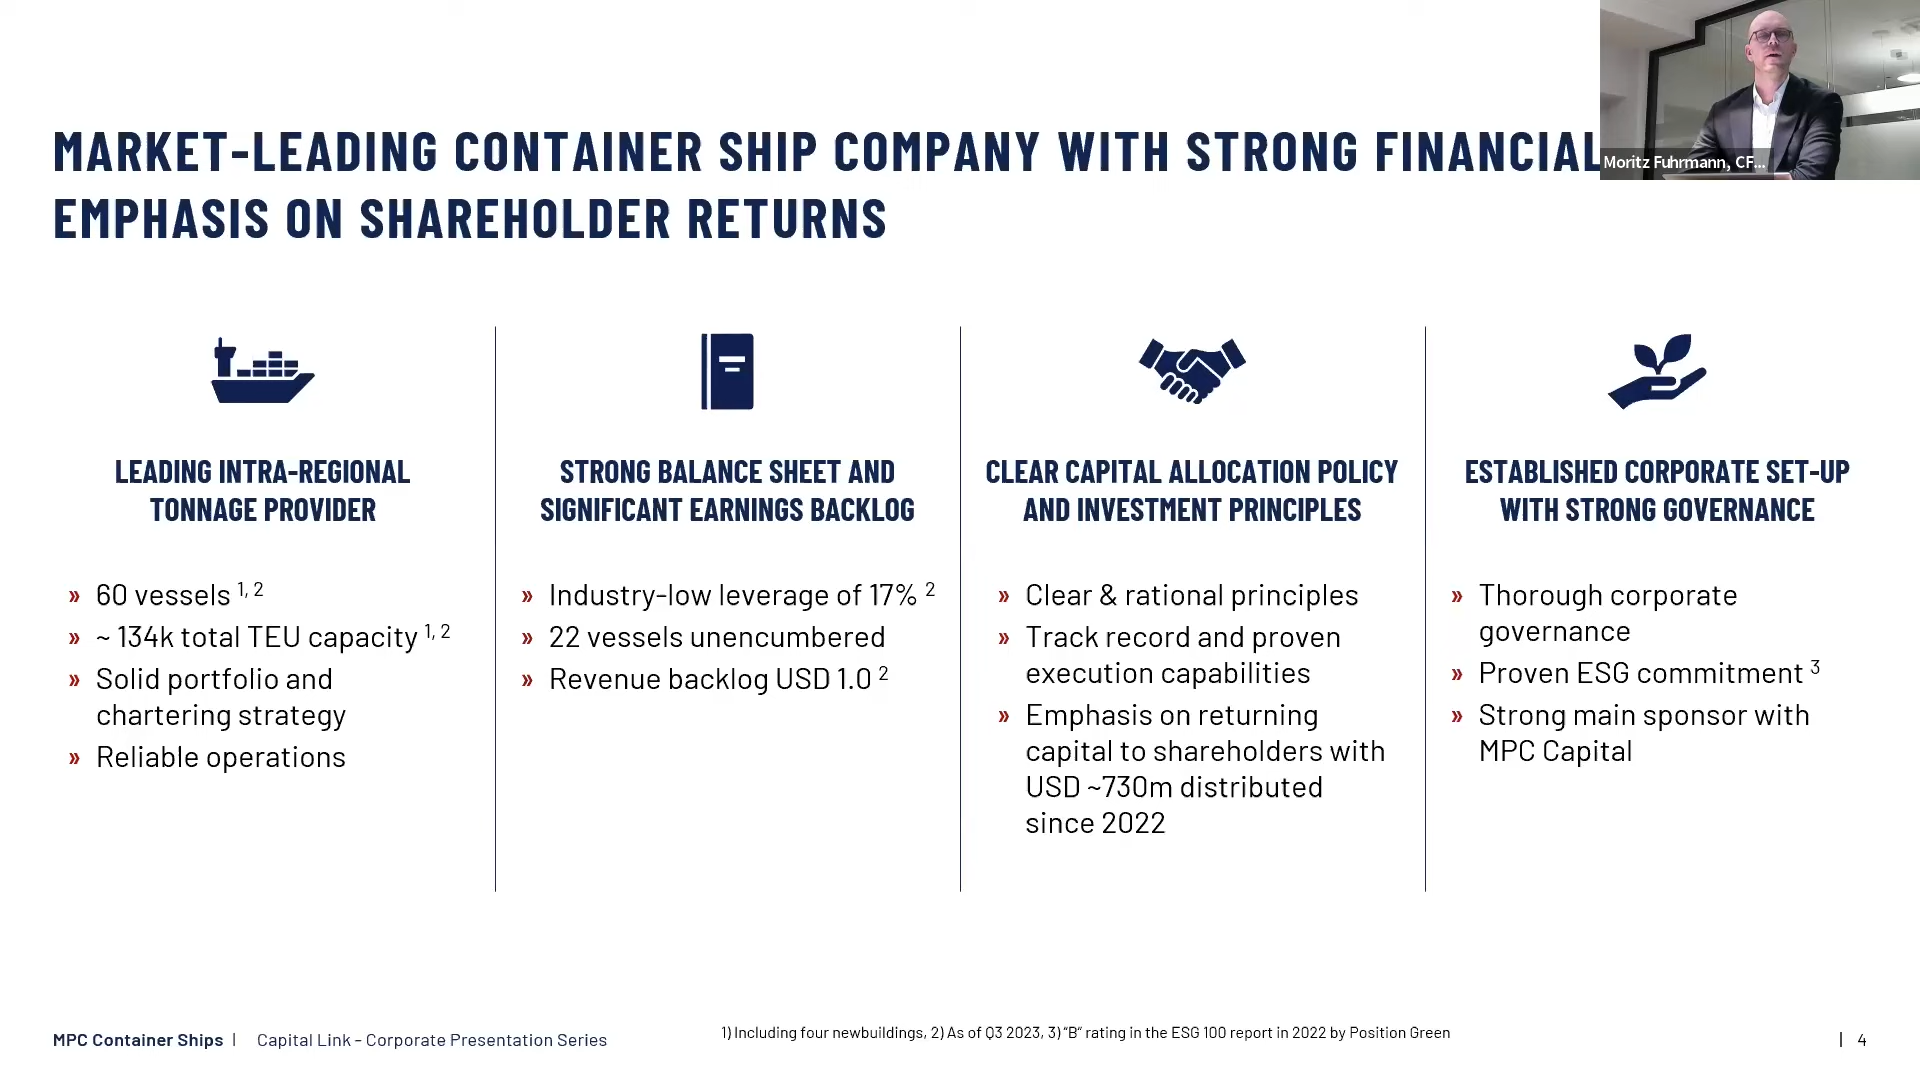 MARKET-LEADING CONTAINER SHIP COMPANY WITH STRONG FINANCIAL
EMPHASIS ON SHAREHOLDER RETURNS
Moritz Fuhrmann, CF...
LEADING INTRA-REGIONAL
TONNAGE PROVIDER
» 60 vessels 1, 2
» ~ 134k total TEU capacity 1, 2
» Solid portfolio and
chartering strategy
» Reliable operations
STRONG BALANCE SHEET AND
SIGNIFICANT EARNINGS BACKLOG
» Industry-low leverage of 17% 2
» 22 vessels unencumbered
» Revenue backlog USD 1.0 2
CLEAR CAPITAL ALLOCATION POLICY
AND INVESTMENT PRINCIPLES
» Clear & rational principles
» Track record and proven
execution capabilities
» Emphasis on returning
capital to shareholders with
USD ~730m distributed
since 2022
ESTABLISHED CORPORATE SET-UP
WITH STRONG GOVERNANCE
» Thorough corporate
governance
» Proven ESG commitment 3
» Strong main sponsor with
MPC Capital
MPC Container Ships | Capital Link – Corporate Presentation Series
1) Including four newbuildings, 2) As of Q3 2023, 3) “B” rating in the ESG 100 report in 2022 by Position Green
| 4